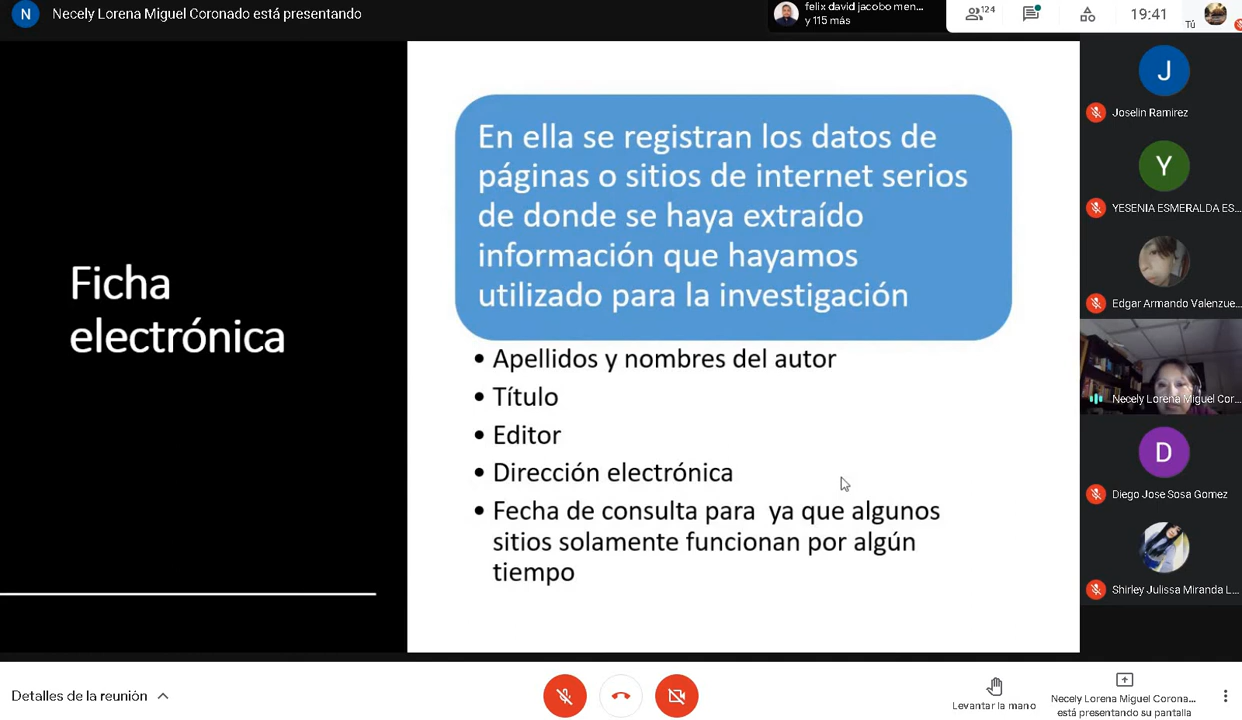 N
Necely Lorena Miguel Coronado está presentando
felix david jacobo men...
y 115 más
124
19:41
Tú
Ficha
electrónica
En ella se registran los datos de
páginas o sitios de internet serios
de donde se haya extraído
información que hayamos
utilizado para la investigación
• Apellidos y nombres del autor
• Título
• Editor
• Dirección electrónica
• Fecha de consulta para  ya que algunos
sitios solamente funcionan por algún
tiempo
J
Joselin Ramirez
Y
YESENIA ESMERALDA ES...
Edgar Armando Valenzue...
Necely Lorena Miguel Cor...
D
Diego Jose Sosa Gomez
Shirley Julissa Miranda L...
Detalles de la reunión
Levantar la mano
Necely Lorena Miguel Corona...
está presentando su pantalla